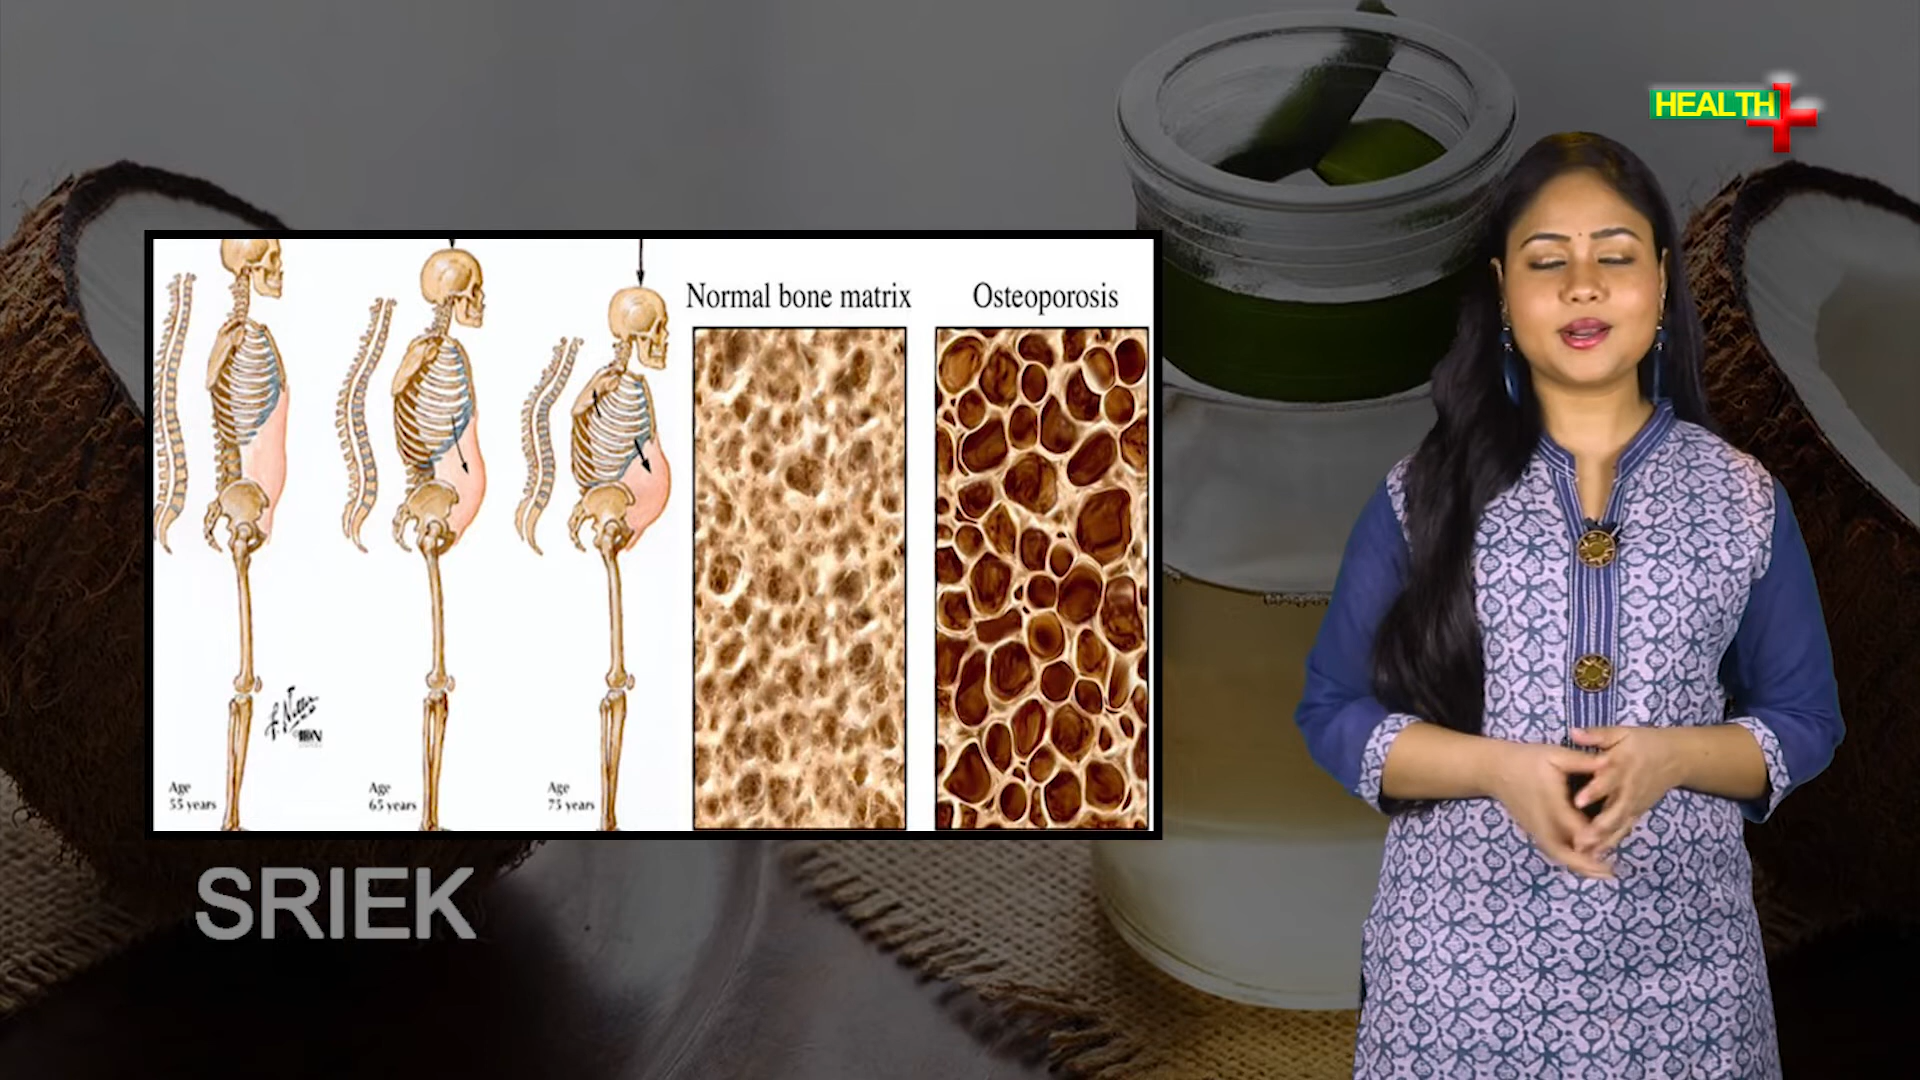 HEALTH
Normal bone matrix
Osteoporosis
Age
55 years
Age
65 years
Age
75 years
SRIEK